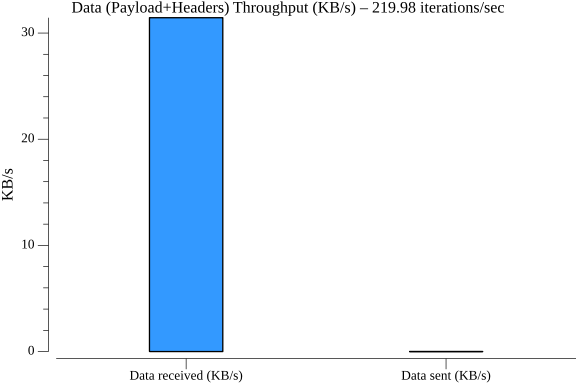 Data (Payload+Headers) Throughput (KB/s) – 219.98 iterations/sec
30
20
10
0
KB/s
Data received (KB/s)
Data sent (KB/s)